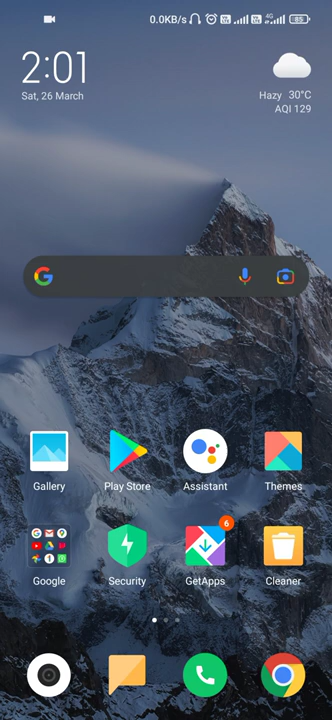 0.0KB/s 4G 85
2:01
Sat, 26 March
Hazy 30°C
AQI 129
Gallery Play Store Assistant Themes
6
Google Security GetApps Cleaner